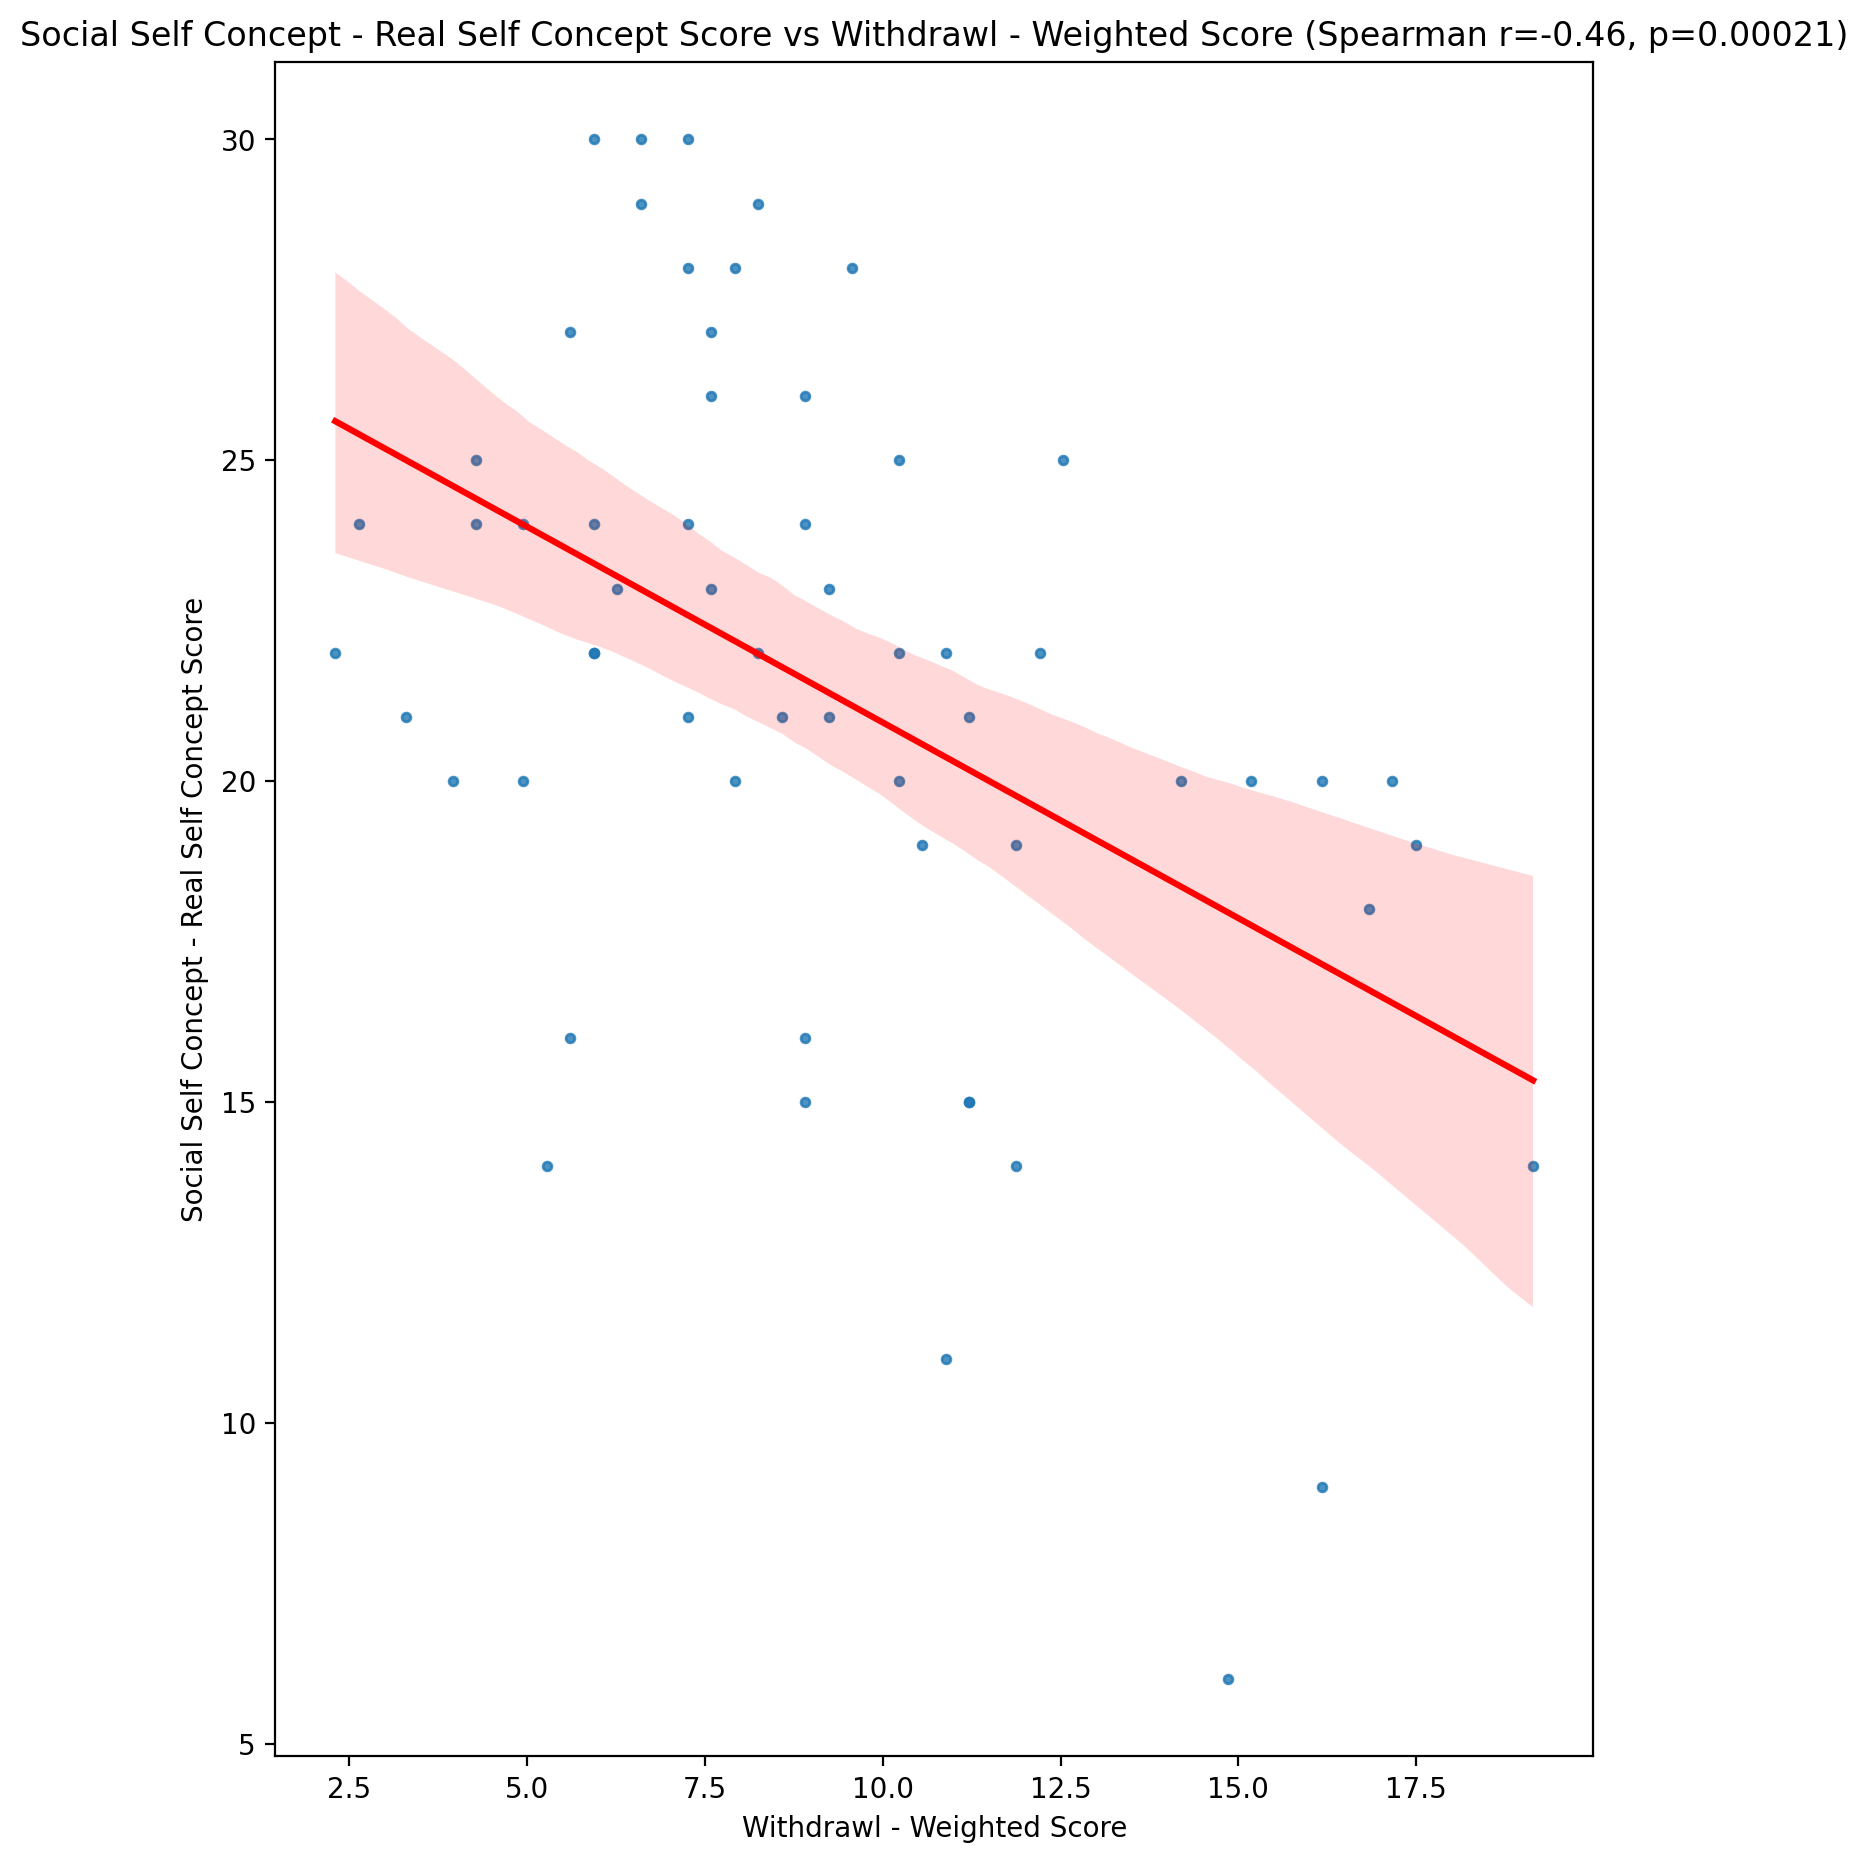 Social Self Concept - Real Self Concept Score vs Withdrawl - Weighted Score (Spearman r=-0.46, p=0.00021)
Social Self Concept - Real Self Concept Score
30
25
20
15
10
5
2.5 5.0 7.5 10.0 12.5 15.0 17.5
Withdrawl - Weighted Score